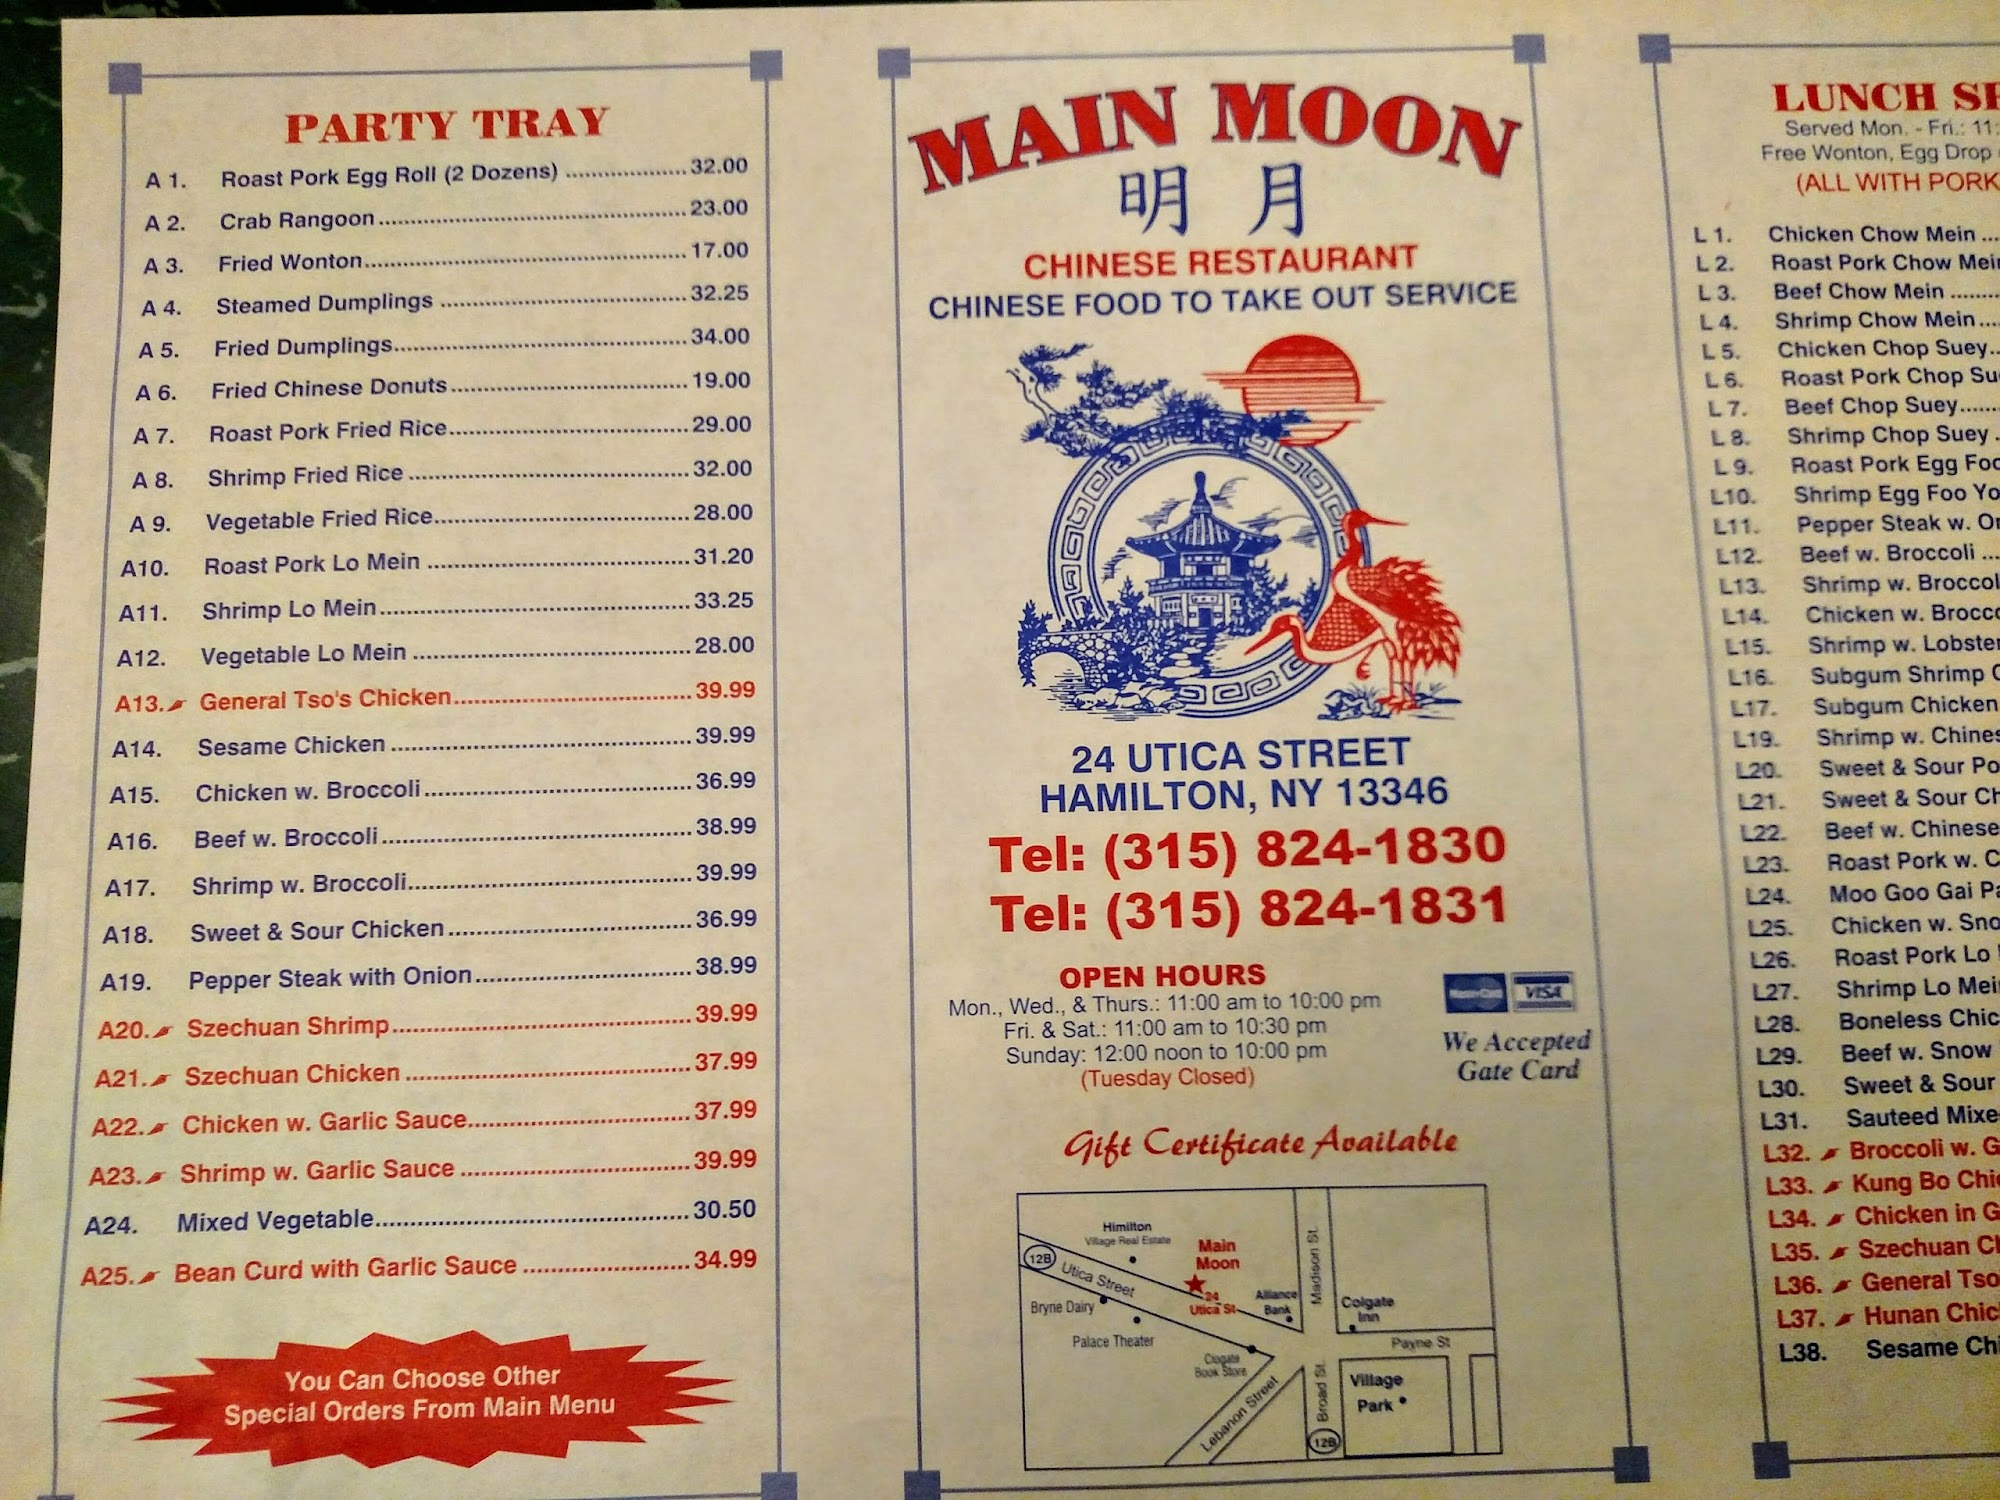 PARTY TRAY
A 1. Roast Pork Egg Roll (2 Dozens) 32.00
A 2. Crab Rangoon 23.00
A 3. Fried Wonton 17.00
A 4. Steamed Dumplings 32.25
A 5. Fried Dumplings 34.00
A 6. Fried Chinese Donuts 19.00
A 7. Roast Pork Fried Rice 29.00
A 8. Shrimp Fried Rice 32.00
A 9. Vegetable Fried Rice 28.00
A10. Roast Pork Lo Mein 31.20
A11. Shrimp Lo Mein 33.25
A12. Vegetable Lo Mein 28.00
A13. General Tso's Chicken 39.99
A14. Sesame Chicken 39.99
A15. Chicken w. Broccoli 36.99
A16. Beef w. Broccoli 38.99
A17. Shrimp w. Broccoli 39.99
A18. Sweet & Sour Chicken 36.99
A19. Pepper Steak with Onion 38.99
A20. Szechuan Shrimp 39.99
A21. Szechuan Chicken 37.99
A22. Chicken w. Garlic Sauce 37.99
A23. Shrimp w. Garlic Sauce 39.99
A24. Mixed Vegetable 30.50
A25. Bean Curd with Garlic Sauce 34.99
You Can Choose Other
Special Orders From Main Menu
MAIN MOON
明月
CHINESE RESTAURANT
CHINESE FOOD TO TAKE OUT SERVICE
24 UTICA STREET
HAMILTON, NY 13346
Tel: (315) 824-1830
Tel: (315) 824-1831
OPEN HOURS
Mon., Wed., & Thurs.: 11:00 am to 10:00 pm
Fri. & Sat.: 11:00 am to 10:30 pm
Sunday: 12:00 noon to 10:00 pm
(Tuesday Closed)
MasterCard VISA
We Accepted
Gate Card
Gift Certificate Available
Himilton
Village Real Estate
Main
Moon
24
Utica St
12B
Utica Street
Bryne Dairy
Palace Theater
Alliance
Bank
Madison St.
Colgate
Inn
Payne St
Clogate
Book Store
Lebanon Street
Broad St.
12B
Village
Park
LUNCH
Served Mon. - Fri.: 11:
Free Wonton, Egg Drop
(ALL WITH PORK
L 1. Chicken Chow Mein
L 2. Roast Pork Chow Mein
L 3. Beef Chow Mein
L 4. Shrimp Chow Mein
L 5. Chicken Chop Suey
L 6. Roast Pork Chop
L 7. Beef Chop Suey
L 8. Shrimp Chop Suey
L 9. Roast Pork Egg
L10. Shrimp Egg Foo
L11. Pepper Steak w.
L12. Beef w. Broccoli
L13. Shrimp w.
L14. Chicken w.
L15. Shrimp w. Lobster
L16. Subgum Shrimp
L17. Subgum Chicken
L19. Shrimp w.
L20. Sweet & Sour
L21. Sweet & Sour
L22. Beef w. Chinese
L23. Roast Pork w.
L24. Moo Goo Gai
L25. Chicken w.
L26. Roast Pork Lo
L27. Shrimp Lo
L28. Boneless
L29. Beef w. Snow
L30. Sweet & Sour
L31. Sauteed
L32. Broccoli w.
L33. Kung Bo
L34. Chicken in
L35. Szechuan
L36. General Tso
L37. Hunan
L38. Sesame